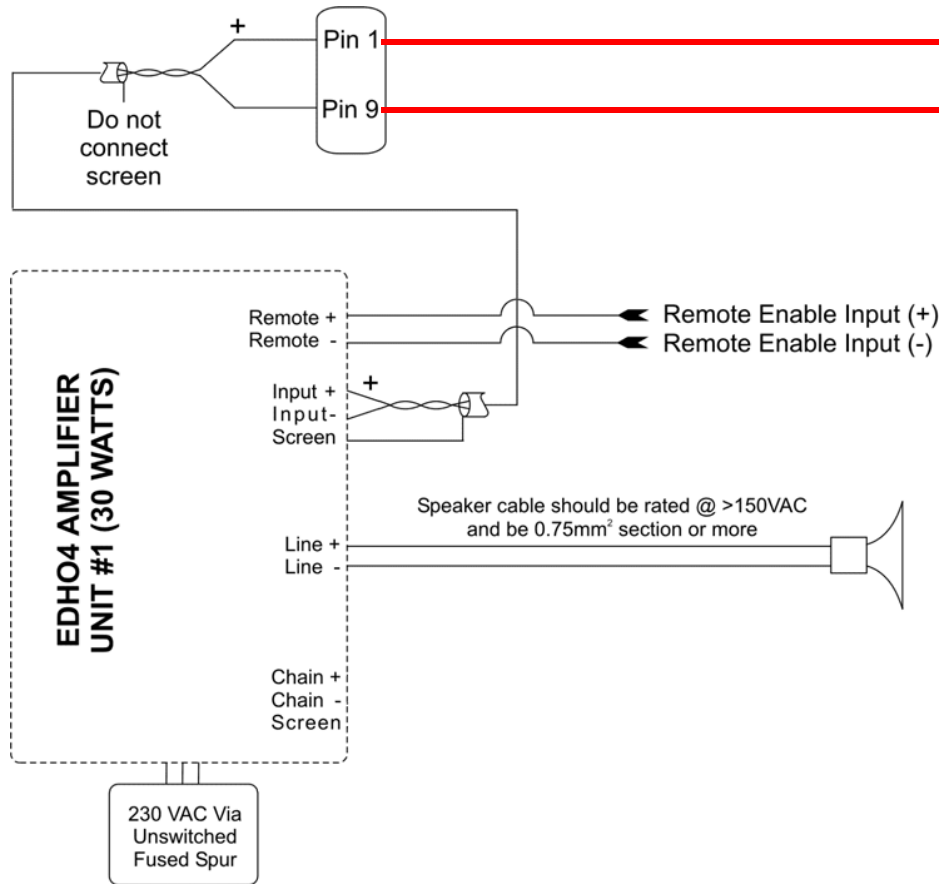 +
Pin 1
Pin 9
Do not
connect
screen
Remote +
Remote -
Remote Enable Input (+)
Remote Enable Input (-)
EDHO4 AMPLIFIER
UNIT #1 (30 WATTS)
Input +
Input-
Screen
+
Speaker cable should be rated @ >150VAC
and be 0.75mm² section or more
Line +
Line -
Chain +
Chain -
Screen
230 VAC Via
Unswitched
Fused Spur